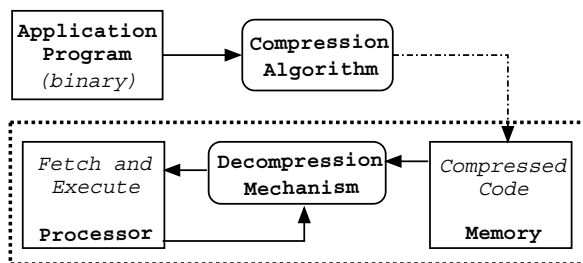 Application
Program
(binary)
Compression
Algorithm
Fetch and
Execute
Processor
Decompression
Mechanism
Compressed
Code
Memory